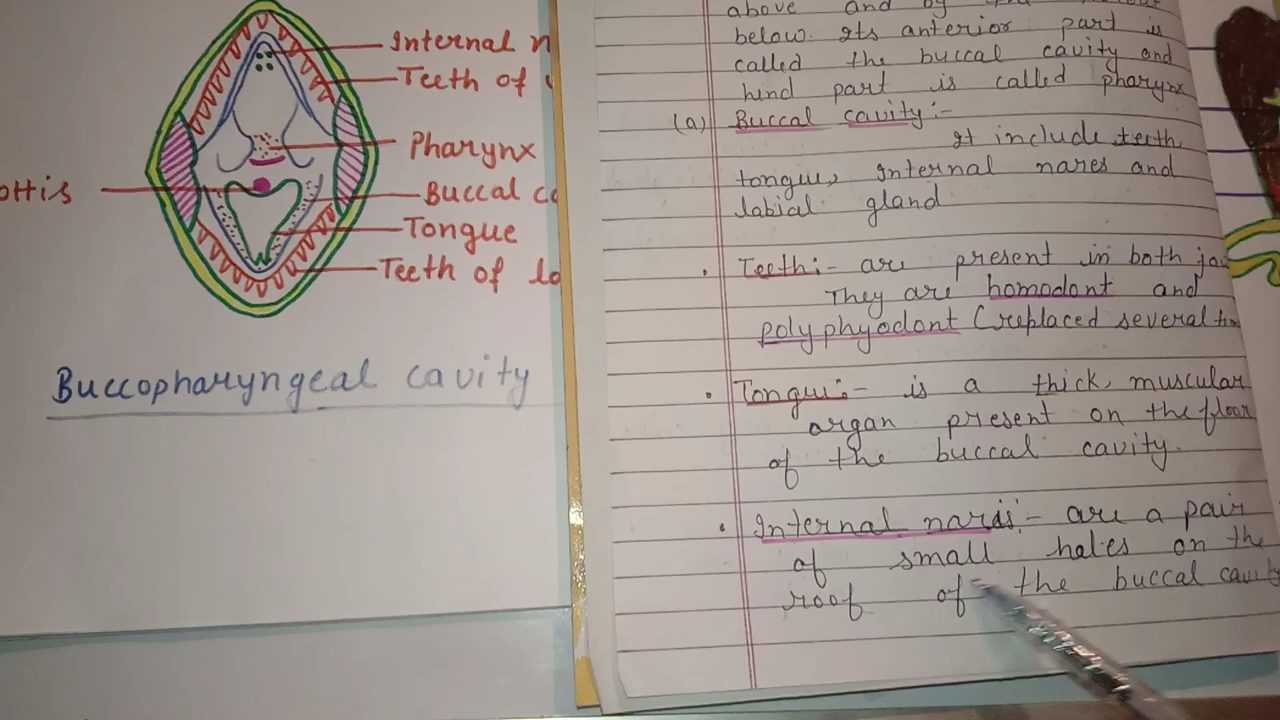 Internal n
Teeth of
Pharynx
ottis
Buccal ca
Tongue
Teeth of lo
Buccopharyngeal cavity
above and by the
below. Its anterior part is
called the buccal cavity and
hind part is called pharynx
(a) Buccal cavity:-
It include teeth,
tongue, Internal nares and
labial gland
. Teeth:- are present in both ja
They are homodont and
polyphyodont (replaced several tim
. Tongue:- is a thick, muscular
organ present on the floor
of the buccal cavity.
. Internal naris:- are a pair
of small holes on the
roof of the buccal cavity